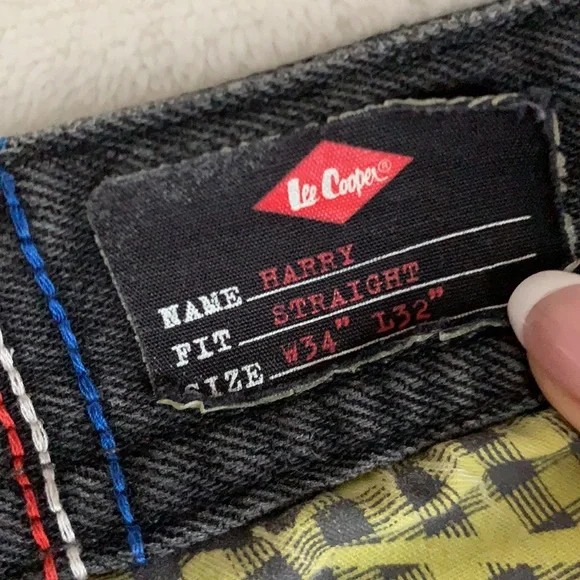 Lee Cooper®
NAME HARRY
FIT STRAIGHT
SIZE W34" L32"